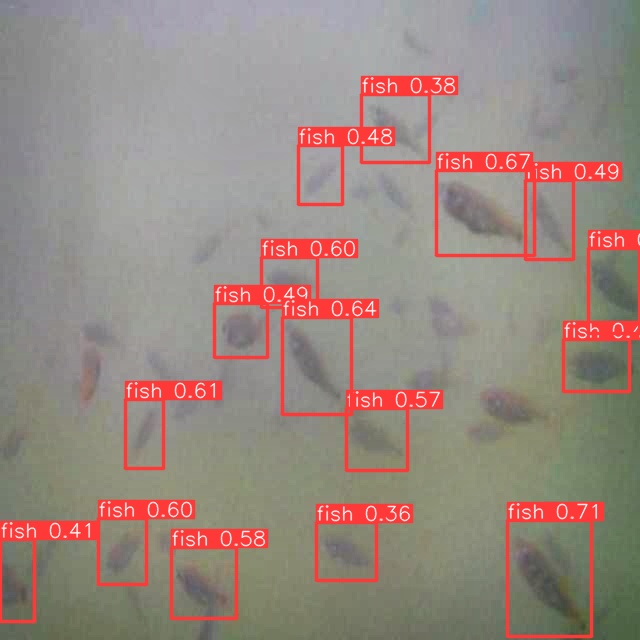 fish 0.38
fish 0.48
fish 0.67
fish 0.49
fish
fish 0.60
fish 0.49
fish 0.64
fish 0.61
fish 0.57
fish 0.60
fish 0.36
fish 0.71
fish 0.41
fish 0.58